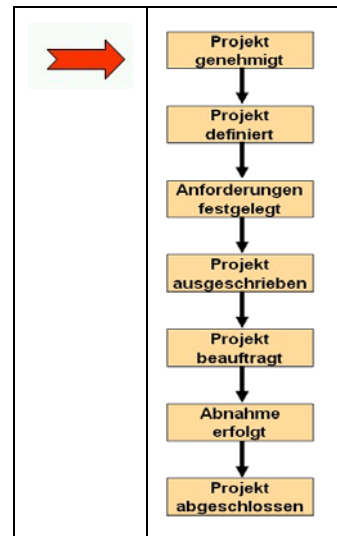 Projekt
genehmigt
Projekt
definiert
Anforderungen
festgelegt
Projekt
ausgeschrieben
Projekt
beauftragt
Abnahme
erfolgt
Projekt
abgeschlossen